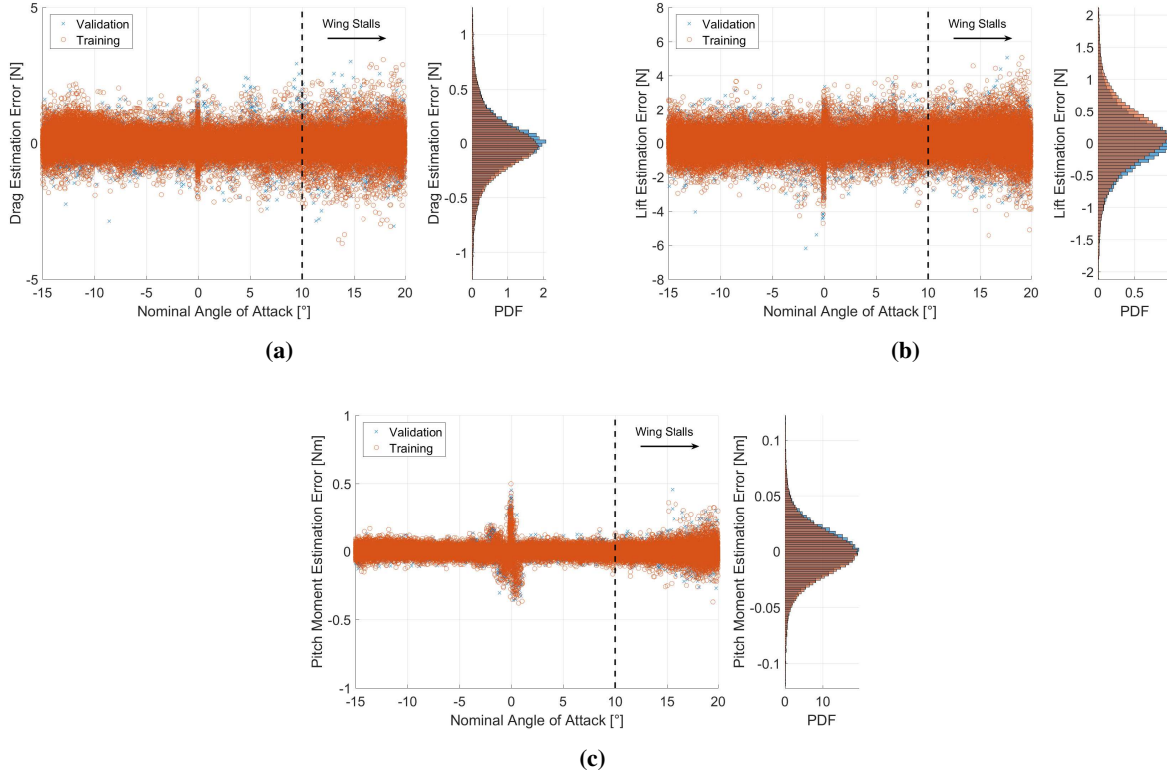 Validation
Training
Wing Stalls
Drag Estimation Error [N]
5
0
-5
-15
-10
-5
0
5
10
15
20
Nominal Angle of Attack [°]
Drag Estimation Error [N]
1
0.5
0
-0.5
-1
0
1
2
PDF
(a)
Validation
Training
Wing Stalls
Lift Estimation Error [N]
8
6
4
2
0
-2
-4
-6
-8
-15
-10
-5
0
5
10
15
20
Nominal Angle of Attack [°]
Lift Estimation Error [N]
2
1.5
1
0.5
0
-0.5
-1
-1.5
-2
0
0.5
PDF
(b)
Validation
Training
Wing Stalls
Pitch Moment Estimation Error [Nm]
1
0.5
0
-0.5
-1
-15
-10
-5
0
5
10
15
20
Nominal Angle of Attack [°]
Pitch Moment Estimation Error [Nm]
0.1
0.05
0
-0.05
-0.1
0
10
PDF
(c)